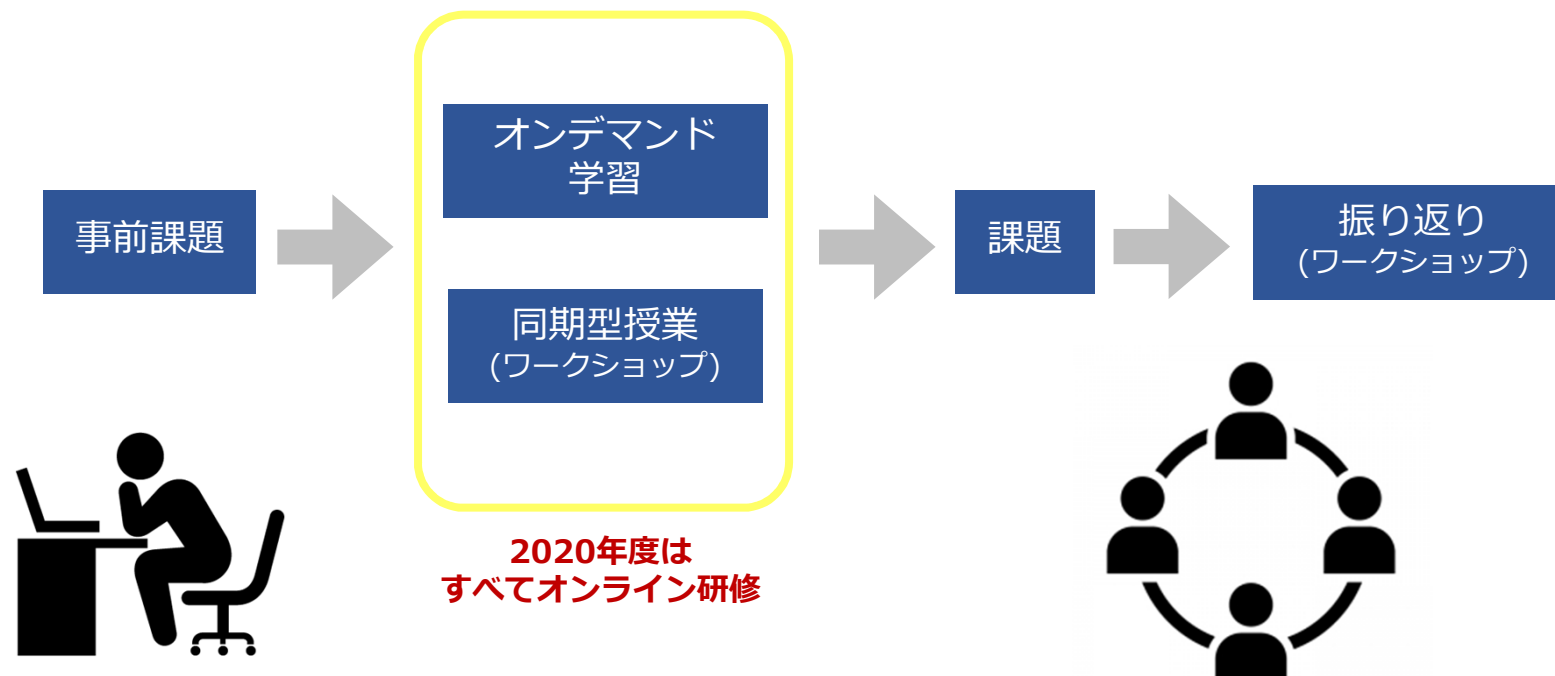 事前課題
オンデマンド
学習
同期型授業
(ワークショップ)
2020年度は
すべてオンライン研修
課題
振り返り
(ワークショップ)